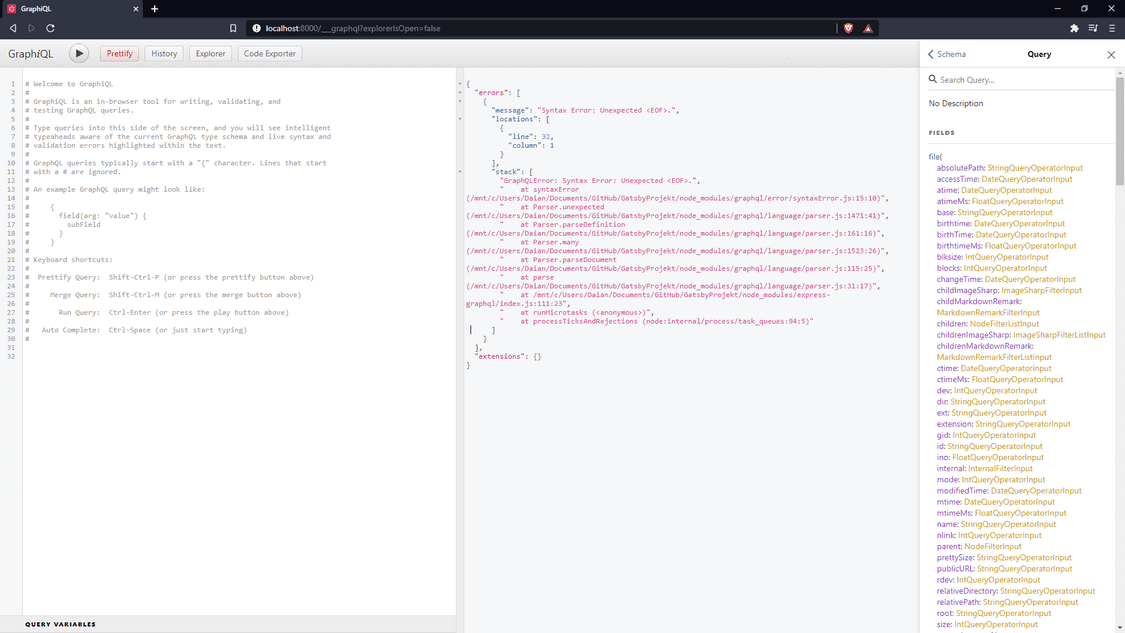 GraphiQL
localhost:8000/___graphql?explorerIsOpen=false
GraphiQL
Prettify
History
Explorer
Code Exporter
1 # Welcome to GraphiQL
2 #
3 # GraphiQL is an in-browser tool for writing, validating, and
4 # testing GraphQL queries.
5 #
6 # Type queries into this side of the screen, and you will see intelligent
7 # typeaheads aware of the current GraphQL type schema and live syntax and
8 # validation errors highlighted within the text.
9 #
10 # GraphQL queries typically start with a "{" character. Lines that start
11 # with a # are ignored.
12 #
13 # An example GraphQL query might look like:
14 #
15 #     {
16 #       field(arg: "value") {
17 #         subField
18 #       }
19 #     }
20 #
21 # Keyboard shortcuts:
22 #
23 #  Prettify Query:  Shift-Ctrl-P (or press the prettify button above)
24 #
25 #     Merge Query:  Shift-Ctrl-M (or press the merge button above)
26 #
27 #       Run Query:  Ctrl-Enter (or press the play button above)
28 #
29 #   Auto Complete:  Ctrl-Space (or just start typing)
30 #
31
32
QUERY VARIABLES
{
  "errors": [
    {
      "message": "Syntax Error: Unexpected <EOF>.",
      "locations": [
        {
          "line": 32,
          "column": 1
        }
      ],
      "stack": [
        "GraphQLError: Syntax Error: Unexpected <EOF>.",
        "    at syntaxError
(/mnt/c/Users/Daian/Documents/GitHub/GatsbyProjekt/node_modules/graphql/error/syntaxError.js:15:10)",
        "    at Parser.unexpected
(/mnt/c/Users/Daian/Documents/GitHub/GatsbyProjekt/node_modules/graphql/language/parser.js:1471:41)",
        "    at Parser.parseDefinition
(/mnt/c/Users/Daian/Documents/GitHub/GatsbyProjekt/node_modules/graphql/language/parser.js:161:16)",
        "    at Parser.many
(/mnt/c/Users/Daian/Documents/GitHub/GatsbyProjekt/node_modules/graphql/language/parser.js:1523:26)",
        "    at Parser.parseDocument
(/mnt/c/Users/Daian/Documents/GitHub/GatsbyProjekt/node_modules/graphql/language/parser.js:115:25)",
        "    at parse
(/mnt/c/Users/Daian/Documents/GitHub/GatsbyProjekt/node_modules/graphql/language/parser.js:31:17)",
        "    at /mnt/c/Users/Daian/Documents/GitHub/GatsbyProjekt/node_modules/express-
graphql/index.js:111:23",
        "    at runMicrotasks (<anonymous>)",
        "    at processTicksAndRejections (node:internal/process/task_queues:94:5)"
      ]
    }
  ],
  "extensions": {}
}
Schema
Query
Search Query...
No Description
FIELDS
file(
absolutePath: StringQueryOperatorInput
accessTime: DateQueryOperatorInput
atime: DateQueryOperatorInput
atimeMs: FloatQueryOperatorInput
base: StringQueryOperatorInput
birthtime: DateQueryOperatorInput
birthTime: DateQueryOperatorInput
birthtimeMs: FloatQueryOperatorInput
blksize: IntQueryOperatorInput
blocks: IntQueryOperatorInput
changeTime: DateQueryOperatorInput
childImageSharp: ImageSharpFilterInput
childMarkdownRemark:
MarkdownRemarkFilterInput
children: NodeFilterListInput
childrenImageSharp: ImageSharpFilterListInput
childrenMarkdownRemark:
MarkdownRemarkFilterListInput
ctime: DateQueryOperatorInput
ctimeMs: FloatQueryOperatorInput
dev: IntQueryOperatorInput
dir: StringQueryOperatorInput
ext: StringQueryOperatorInput
extension: StringQueryOperatorInput
gid: IntQueryOperatorInput
id: StringQueryOperatorInput
ino: FloatQueryOperatorInput
internal: InternalFilterInput
mode: IntQueryOperatorInput
modifiedTime: DateQueryOperatorInput
mtime: DateQueryOperatorInput
mtimeMs: FloatQueryOperatorInput
name: StringQueryOperatorInput
nlink: IntQueryOperatorInput
parent: NodeFilterInput
prettySize: StringQueryOperatorInput
publicURL: StringQueryOperatorInput
rdev: IntQueryOperatorInput
relativeDirectory: StringQueryOperatorInput
relativePath: StringQueryOperatorInput
root: StringQueryOperatorInput
size: IntQueryOperatorInput